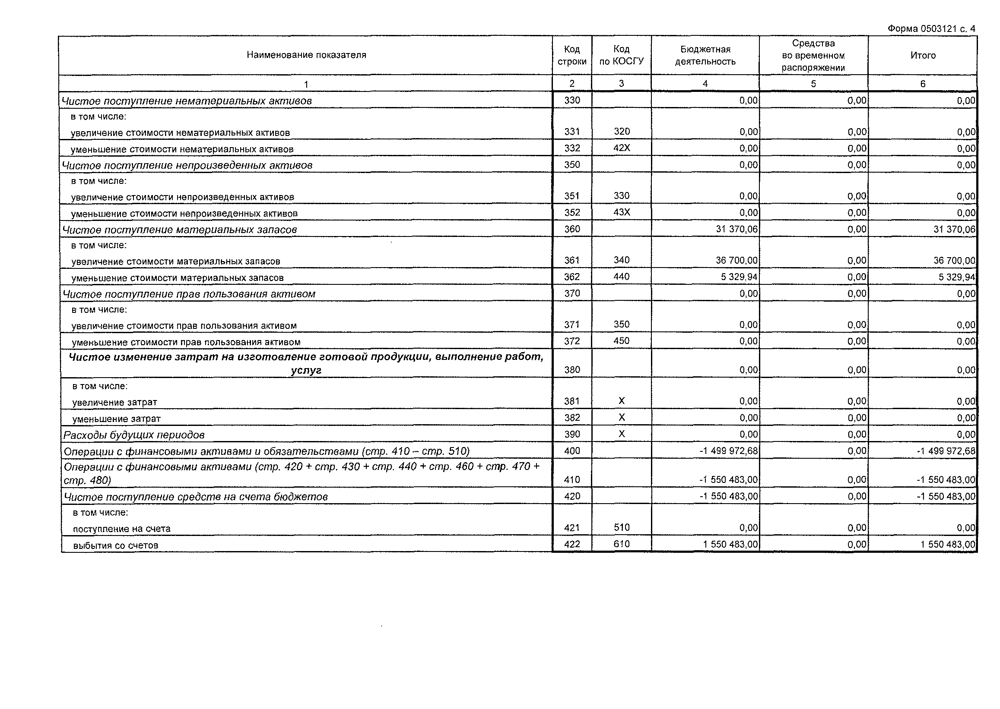 Форма 0503121 с. 4
Наименование показателя Код строки Код по КОСГУ Бюджетная деятельность Средства во временном распоряжении Итого
1 2 3 4 5 6
Чистое поступление нематериальных активов 330 0,00 0,00 0,00
в том числе:
увеличение стоимости нематериальных активов 331 320 0,00 0,00 0,00
уменьшение стоимости нематериальных активов 332 42X 0,00 0,00 0,00
Чистое поступление непроизведенных активов 350 0,00 0,00 0,00
в том числе:
увеличение стоимости непроизведенных активов 351 330 0,00 0,00 0,00
уменьшение стоимости непроизведенных активов 352 43X 0,00 0,00 0,00
Чистое поступление материальных запасов 360 31 370,06 0,00 31 370,06
в том числе:
увеличение стоимости материальных запасов 361 340 36 700,00 0,00 36 700,00
уменьшение стоимости материальных запасов 362 440 5 329,94 0,00 5 329,94
Чистое поступление прав пользования активом 370 0,00 0,00 0,00
в том числе:
увеличение стоимости прав пользования активом 371 350 0,00 0,00 0,00
уменьшение стоимости прав пользования активом 372 450 0,00 0,00 0,00
Чистое изменение затрат на изготовление готовой продукции, выполнение работ,
услуг 380 0,00 0,00 0,00
в том числе:
увеличение затрат 381 X 0,00 0,00 0,00
уменьшение затрат 382 X 0,00 0,00 0,00
Расходы будущих периодов 390 X 0,00 0,00 0,00
Операции с финансовыми активами и обязательствами (стр. 410 – стр. 510) 400 -1 499 972,68 0,00 -1 499 972,68
Операции с финансовыми активами (стр. 420 + стр. 430 + стр. 440 + стр. 460 + стр. 470 +
стр. 480) 410 -1 550 483,00 0,00 -1 550 483,00
Чистое поступление средств на счета бюджетов 420 -1 550 483,00 0,00 -1 550 483,00
в том числе:
поступление на счета 421 510 0,00 0,00 0,00
выбытия со счетов 422 610 1 550 483,00 0,00 1 550 483,00